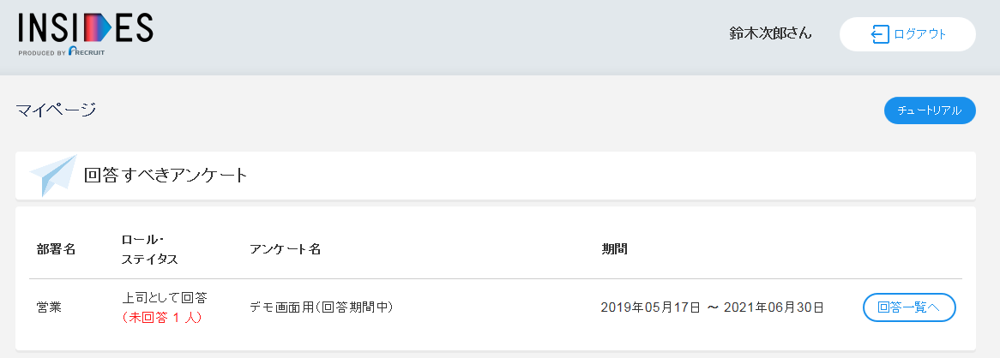 INSIDES
PRODUCED BY RECRUIT
鈴木次郎さん
ログアウト
マイページ
チュートリアル
回答すべきアンケート
部署名
ロール・
ステイタス
アンケート名
期間
営業
上司として回答
(未回答 1 人)
デモ画面用(回答期間中)
2019年05月17日 ～ 2021年06月30日
回答一覧へ